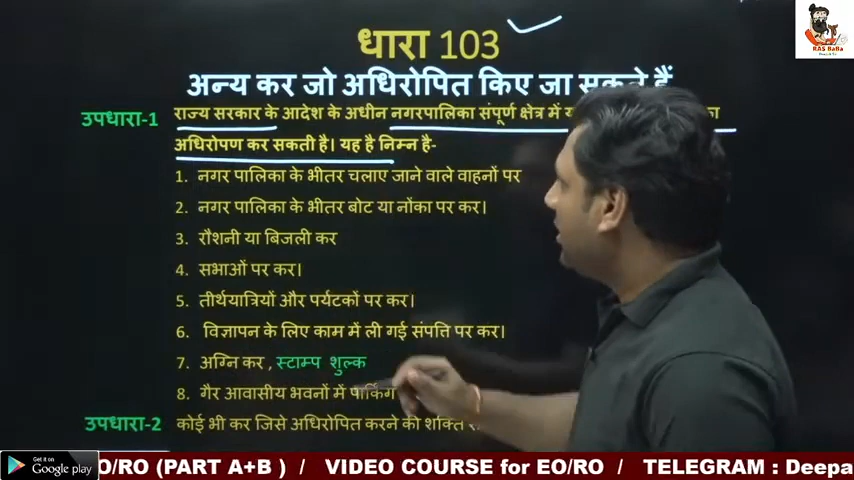 धारा 103
अन्य कर जो अधिरोपित किए जा सकते हैं
उपधारा-1 राज्य सरकार के आदेश के अधीन नगरपालिका संपूर्ण क्षेत्र में
अधिरोपण कर सकती है। यह है निम्न है-
1. नगर पालिका के भीतर चलाए जाने वाले वाहनों पर
2. नगर पालिका के भीतर बोट या नोंका पर कर।
3. रौशनी या बिजली कर
4. सभाओं पर कर।
5. तीर्थयात्रियों और पर्यटकों पर कर।
6. विज्ञापन के लिए काम में ली गई संपत्ति पर कर।
7. अग्नि कर , स्टाम्प शुल्क
8. गैर आवासीय भवनों में पार्किंग
उपधारा-2 कोई भी कर जिसे अधिरोपित करने की शक्ति
RAS BaBa
Get it on
Google play
EO/RO (PART A+B ) / VIDEO COURSE for EO/RO / TELEGRAM : Deepa